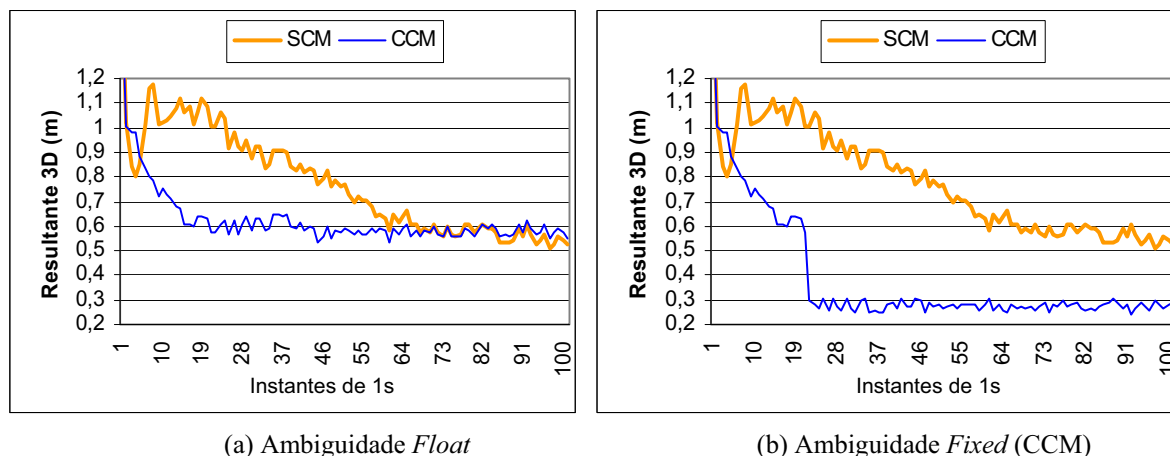 SCM CCM
Resultante 3D (m)
1,2
1,1
1
0,9
0,8
0,7
0,6
0,5
0,4
0,3
0,2
1 10 19 28 37 46 55 64 73 82 91 100
Instantes de 1s
(a) Ambiguidade Float
SCM CCM
Resultante 3D (m)
1,2
1,1
1
0,9
0,8
0,7
0,6
0,5
0,4
0,3
0,2
1 10 19 28 37 46 55 64 73 82 91 100
Instantes de 1s
(b) Ambiguidade Fixed (CCM)